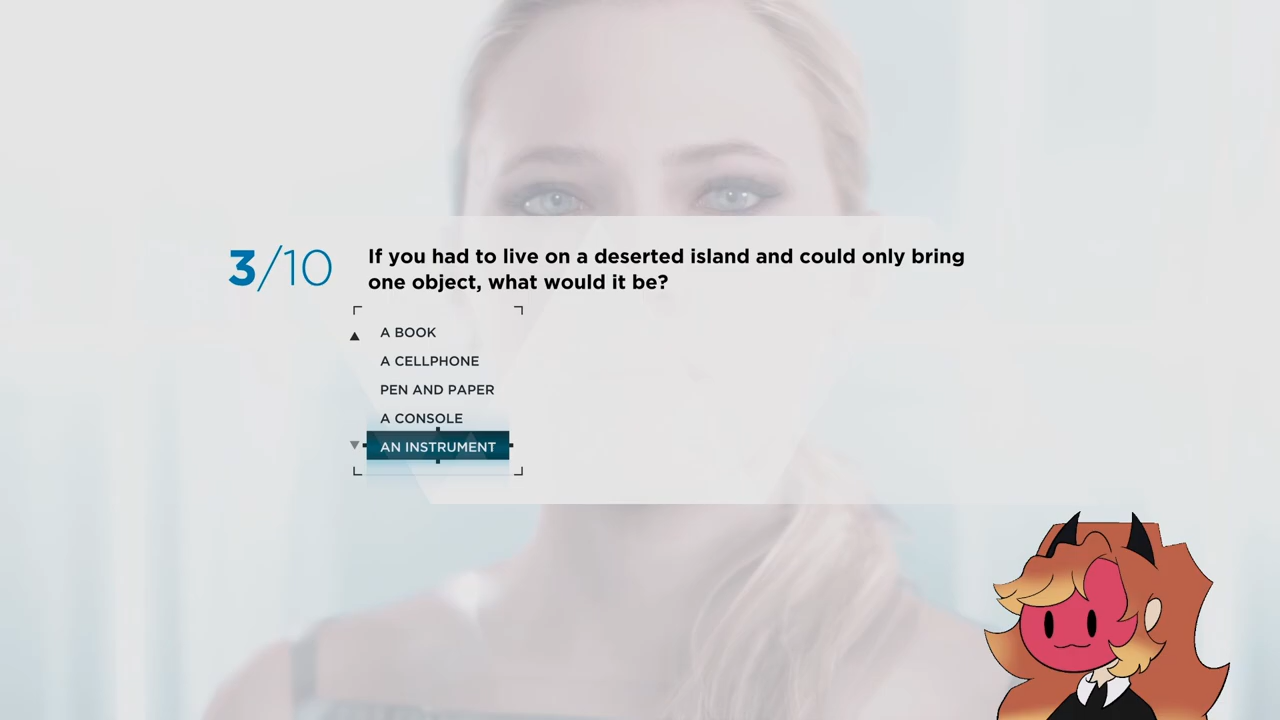 3/10
If you had to live on a deserted island and could only bring
one object, what would it be?
A BOOK
A CELLPHONE
PEN AND PAPER
A CONSOLE
AN INSTRUMENT